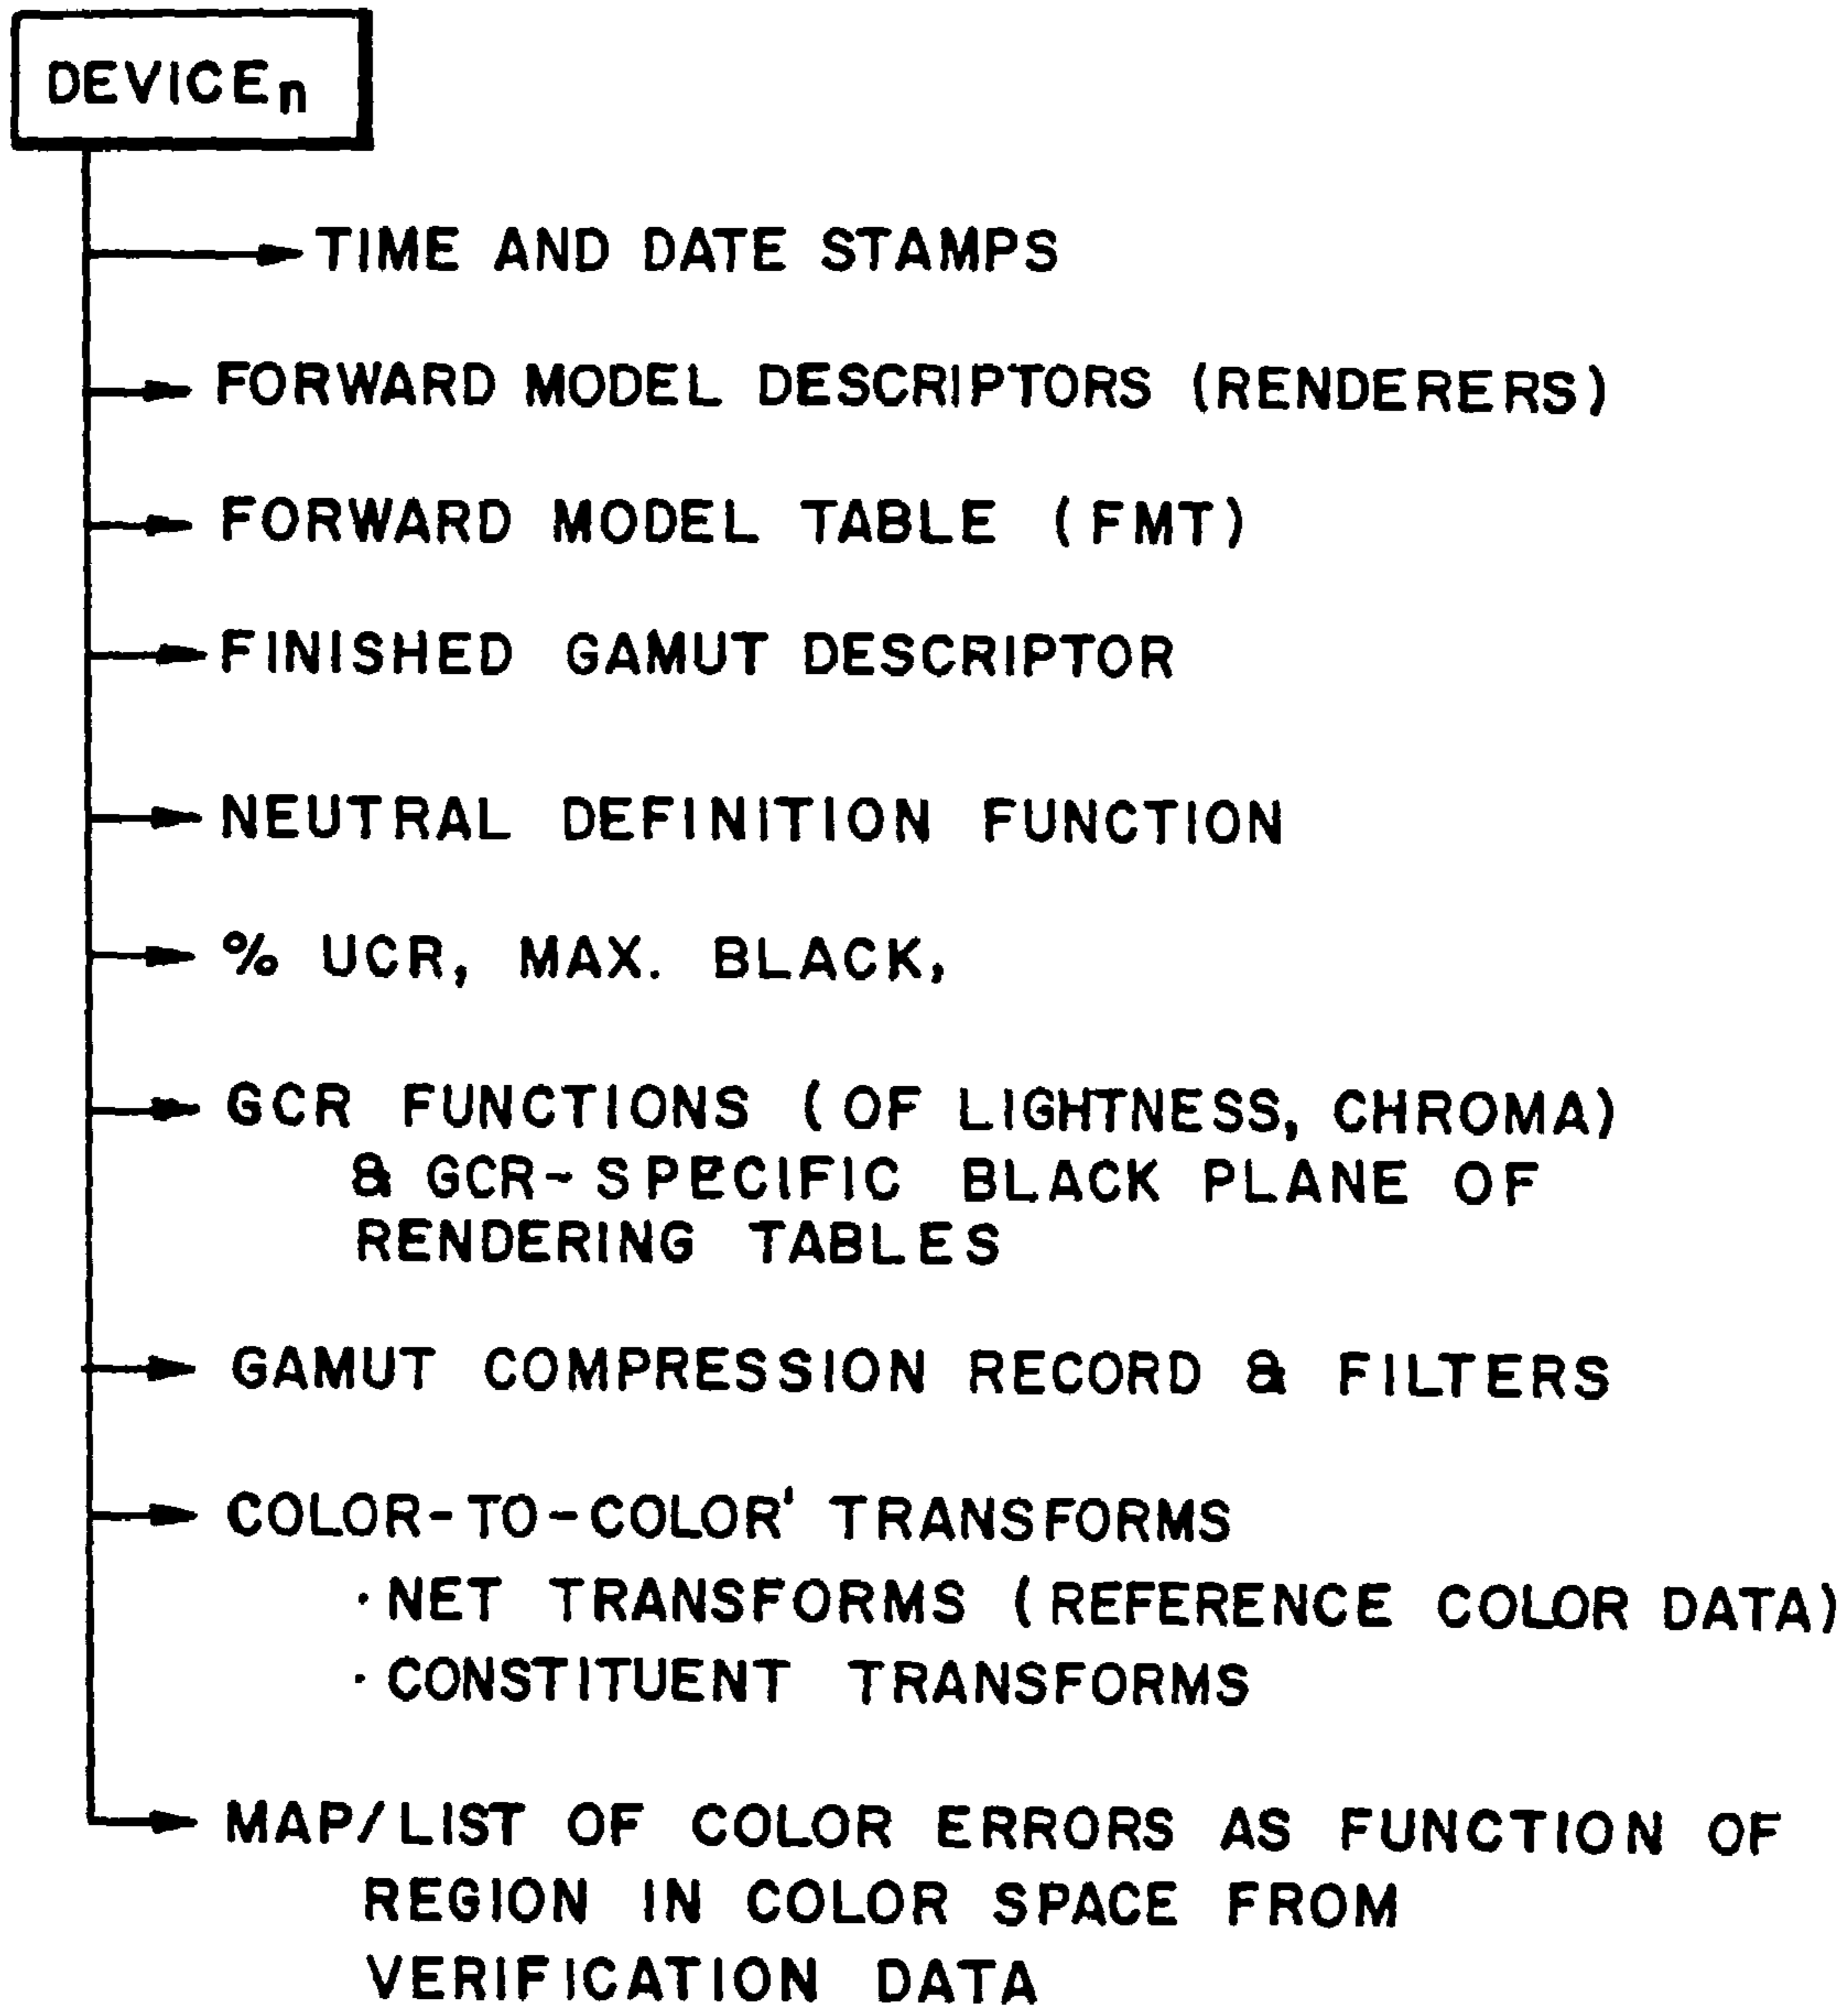 DEVICEn
TIME AND DATE STAMPS
FORWARD MODEL DESCRIPTORS (RENDERERS)
FORWARD MODEL TABLE (FMT)
FINISHED GAMUT DESCRIPTOR
NEUTRAL DEFINITION FUNCTION
% UCR, MAX. BLACK,
GCR FUNCTIONS (OF LIGHTNESS, CHROMA)
& GCR-SPECIFIC BLACK PLANE OF
RENDERING TABLES
GAMUT COMPRESSION RECORD & FILTERS
COLOR-TO-COLOR' TRANSFORMS
· NET TRANSFORMS (REFERENCE COLOR DATA)
· CONSTITUENT TRANSFORMS
MAP/LIST OF COLOR ERRORS AS FUNCTION OF
REGION IN COLOR SPACE FROM
VERIFICATION DATA